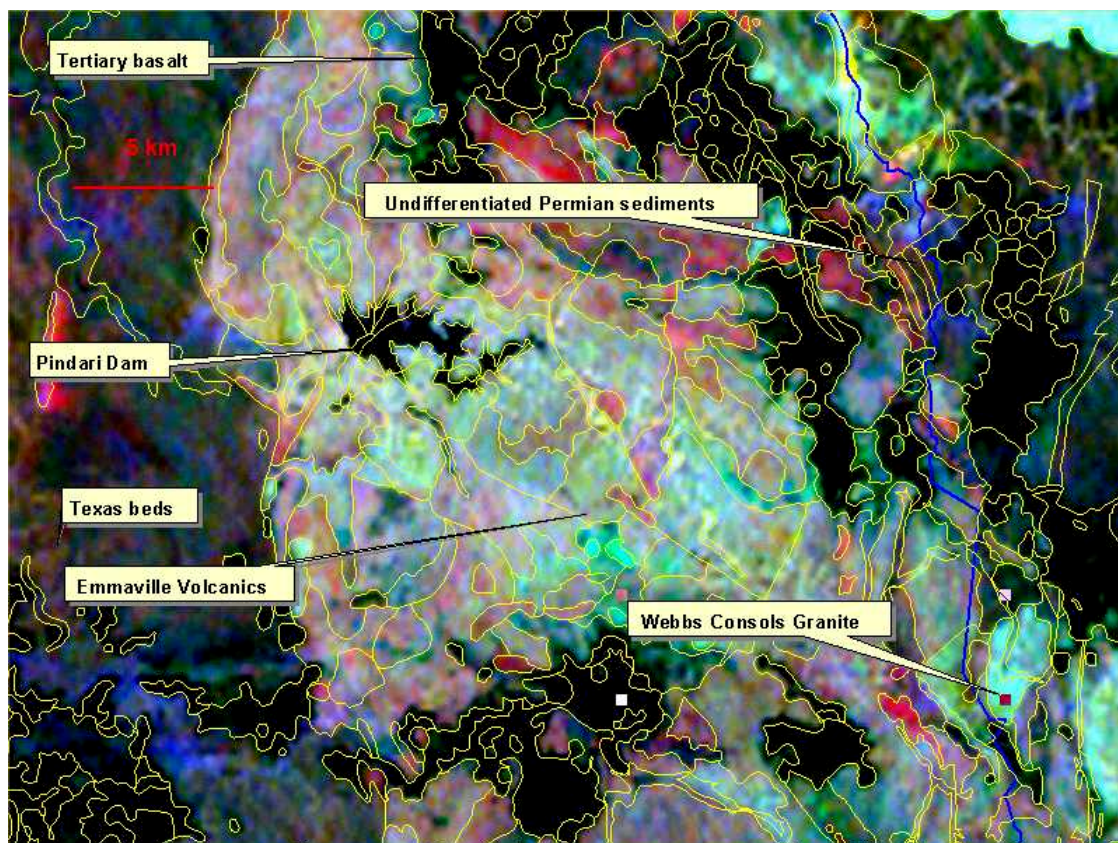 Tertiary basalt
5 km
Undifferentiated Permian sediments
Pindari Dam
Texas beds
Emmaville Volcanics
Webbs Consols Granite